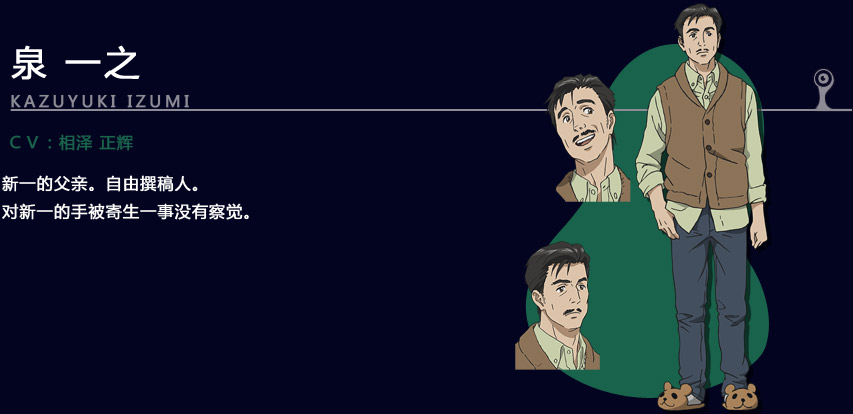 泉 一之
KAZUYUKI IZUMI
CV：相泽 正辉
新一的父亲。自由撰稿人。
对新一的手被寄生一事没有察觉。